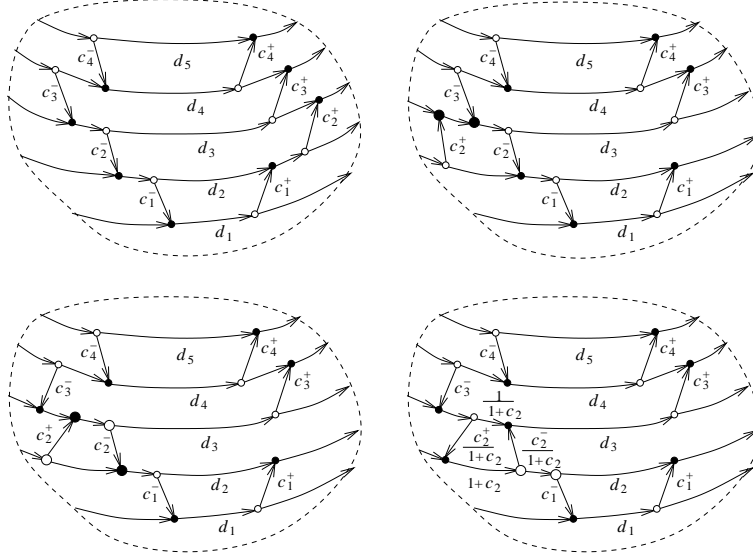 d₅
c₄⁻
c₄⁺
d₄
c₃⁻
c₃⁺
c₂⁺
d₃
c₂⁻
d₂
c₁⁻
c₁⁺
d₁
d₅
c₄⁻
c₄⁺
d₄
c₃⁻
c₃⁺
d₃
c₂⁺
c₂⁻
d₂
c₁⁻
c₁⁺
d₁
d₅
c₄⁻
c₄⁺
d₄
c₃⁻
c₃⁺
d₃
c₂⁺
c₂⁻
d₂
c₁⁻
c₁⁺
d₁
d₅
c₄⁻
c₄⁺
d₄
c₃⁻
c₃⁺
1/(1+c₂)
d₃
c₂⁺/(1+c₂)
c₂⁻/(1+c₂)
1+c₂
d₂
c₁⁻
c₁⁺
d₁